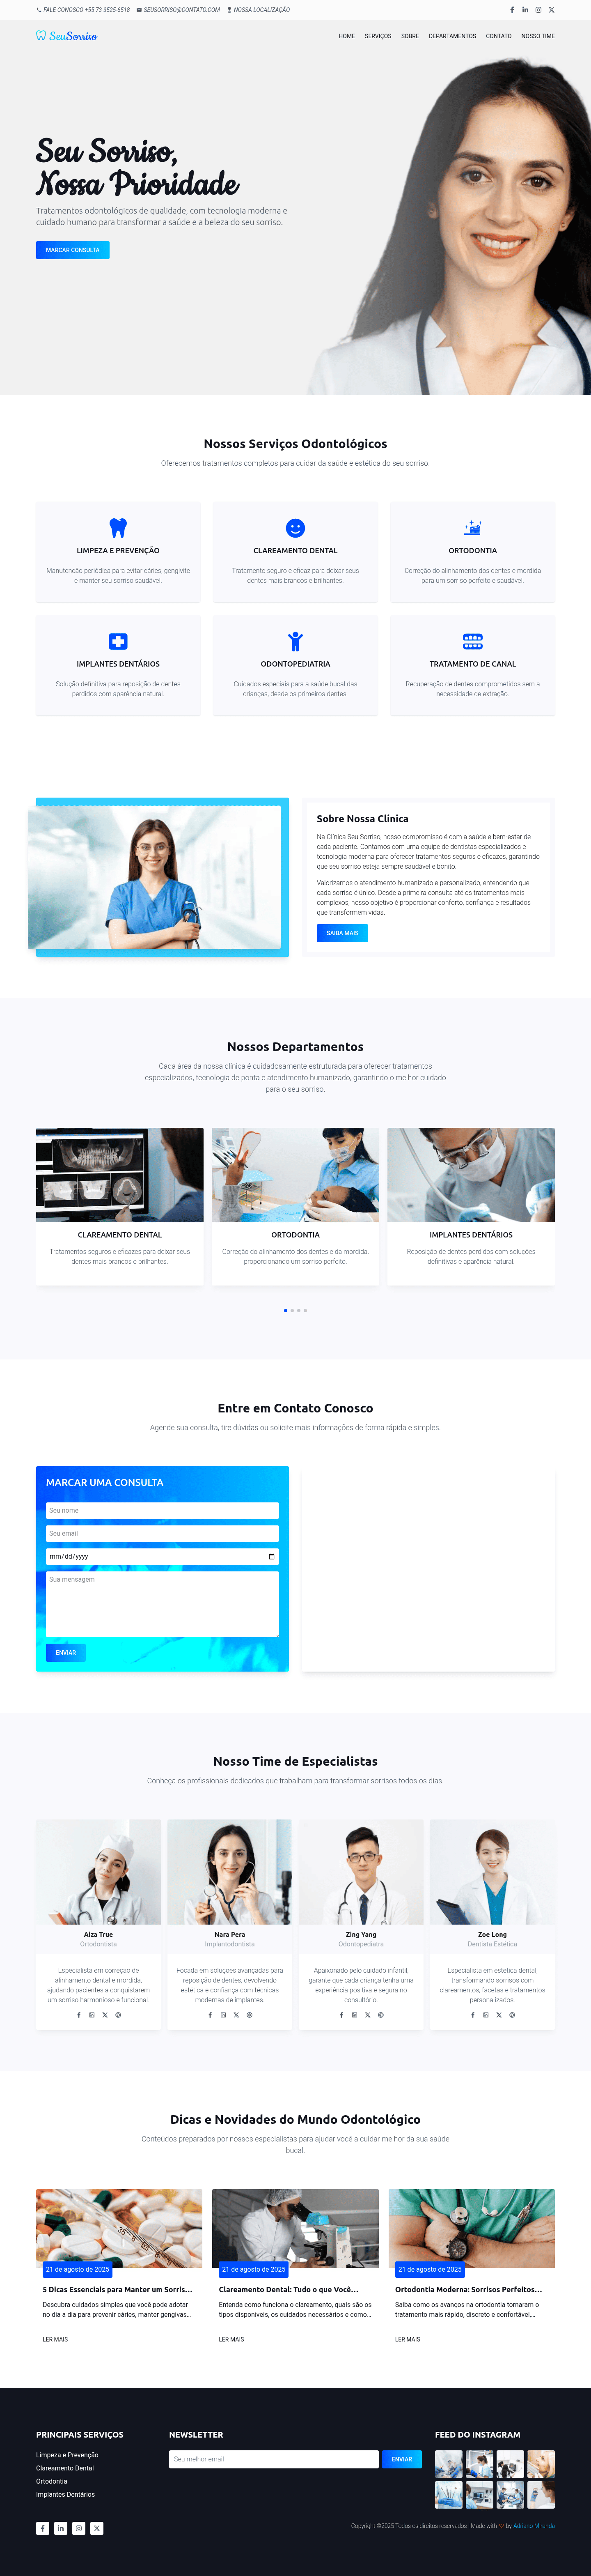 FALE CONOSCO +55 73 3525-6518 SEUSORRISO@CONTATO.COM NOSSA LOCALIZAÇÃO
SeuSorriso
HOME SERVIÇOS SOBRE DEPARTAMENTOS CONTATO NOSSO TIME
Seu Sorriso,
Nossa Prioridade
Tratamentos odontológicos de qualidade, com tecnologia moderna e
cuidado humano para transformar a saúde e a beleza do seu sorriso.
MARCAR CONSULTA
Nossos Serviços Odontológicos
Oferecemos tratamentos completos para cuidar da saúde e estética do seu sorriso.
LIMPEZA E PREVENÇÃO
Manutenção periódica para evitar cáries, gengivite
e manter seu sorriso saudável.
CLAREAMENTO DENTAL
Tratamento seguro e eficaz para deixar seus
dentes mais brancos e brilhantes.
ORTODONTIA
Correção do alinhamento dos dentes e mordida
para um sorriso perfeito e saudável.
IMPLANTES DENTÁRIOS
Solução definitiva para reposição de dentes
perdidos com aparência natural.
ODONTOPEDIATRIA
Cuidados especiais para a saúde bucal das
crianças, desde os primeiros dentes.
TRATAMENTO DE CANAL
Recuperação de dentes comprometidos sem a
necessidade de extração.
Sobre Nossa Clínica
Na Clínica Seu Sorriso, nosso compromisso é com a saúde e bem-estar de
cada paciente. Contamos com uma equipe de dentistas especializados e
tecnologia moderna para oferecer tratamentos seguros e eficazes, garantindo
que seu sorriso esteja sempre saudável e bonito.
Valorizamos o atendimento humanizado e personalizado, entendendo que
cada sorriso é único. Desde a primeira consulta até os tratamentos mais
complexos, nosso objetivo é proporcionar conforto, confiança e resultados
que transformem vidas.
SAIBA MAIS
Nossos Departamentos
Cada área da nossa clínica é cuidadosamente estruturada para oferecer tratamentos
especializados, tecnologia de ponta e atendimento humanizado, garantindo o melhor cuidado
para o seu sorriso.
CLAREAMENTO DENTAL
Tratamentos seguros e eficazes para deixar seus
dentes mais brancos e brilhantes.
ORTODONTIA
Correção do alinhamento dos dentes e da mordida,
proporcionando um sorriso perfeito.
IMPLANTES DENTÁRIOS
Reposição de dentes perdidos com soluções
definitivas e aparência natural.
Entre em Contato Conosco
Agende sua consulta, tire dúvidas ou solicite mais informações de forma rápida e simples.
MARCAR UMA CONSULTA
Seu nome
Seu email
mm/dd/yyyy
Sua mensagem
ENVIAR
Nosso Time de Especialistas
Conheça os profissionais dedicados que trabalham para transformar sorrisos todos os dias.
Aiza True
Ortodontista
Especialista em correção de
alinhamento dental e mordida,
ajudando pacientes a conquistarem
um sorriso harmonioso e funcional.
Nara Pera
Implantodontista
Focada em soluções avançadas para
reposição de dentes, devolvendo
estética e confiança com técnicas
modernas de implantes.
Zing Yang
Odontopediatra
Apaixonado pelo cuidado infantil,
garante que cada criança tenha uma
experiência positiva e segura no
consultório.
Zoe Long
Dentista Estética
Especialista em estética dental,
transformando sorrisos com
clareamentos, facetas e tratamentos
personalizados.
Dicas e Novidades do Mundo Odontológico
Conteúdos preparados por nossos especialistas para ajudar você a cuidar melhor da sua saúde
bucal.
21 de agosto de 2025
5 Dicas Essenciais para Manter um Sorris...
Descubra cuidados simples que você pode adotar
no dia a dia para prevenir cáries, manter gengivas...
LER MAIS
21 de agosto de 2025
Clareamento Dental: Tudo o que Você...
Entenda como funciona o clareamento, quais são os
tipos disponíveis, os cuidados necessários e como...
LER MAIS
21 de agosto de 2025
Ortodontia Moderna: Sorrisos Perfeitos...
Saiba como os avanços na ortodontia tornaram o
tratamento mais rápido, discreto e confortável,...
LER MAIS
PRINCIPAIS SERVIÇOS
Limpeza e Prevenção
Clareamento Dental
Ortodontia
Implantes Dentários
NEWSLETTER
Seu melhor email
ENVIAR
FEED DO INSTAGRAM
Copyright ©2025 Todos os direitos reservados | Made with ♡ by Adriano Miranda